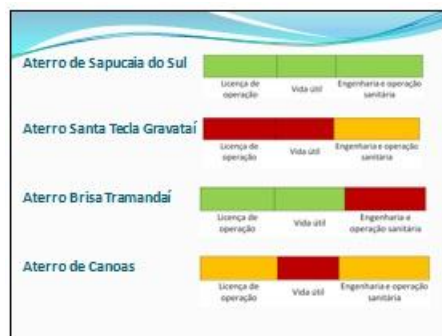 Aterro de Sapucaia do Sul
Licença de
operação
Vida útil
Engenharia e operação
sanitária
Aterro Santa Tecla Gravataí
Licença de
operação
Vida útil
Engenharia e operação
sanitária
Aterro Brisa Tramandaí
Licença de
operação
Vida útil
Engenharia e
operação sanitária
Aterro de Canoas
Licença de
operação
Vida útil
Engenharia e operação
sanitária